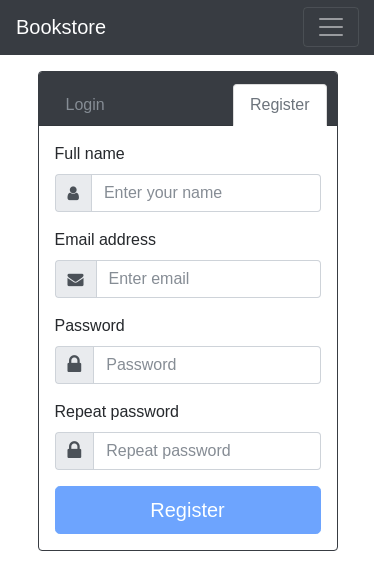 Bookstore
Login
Register
Full name
Enter your name
Email address
Enter email
Password
Password
Repeat password
Repeat password
Register